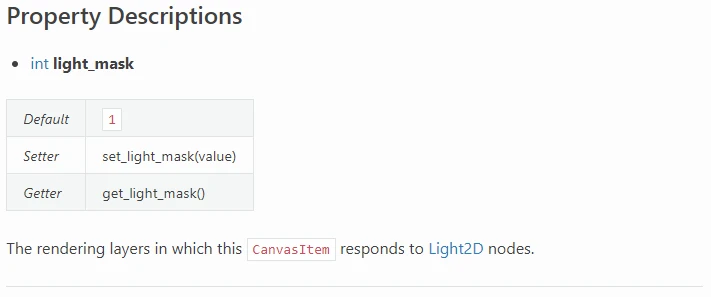 Property Descriptions
• int light_mask
Default 1
Setter set_light_mask(value)
Getter get_light_mask()
The rendering layers in which this CanvasItem responds to Light2D nodes.